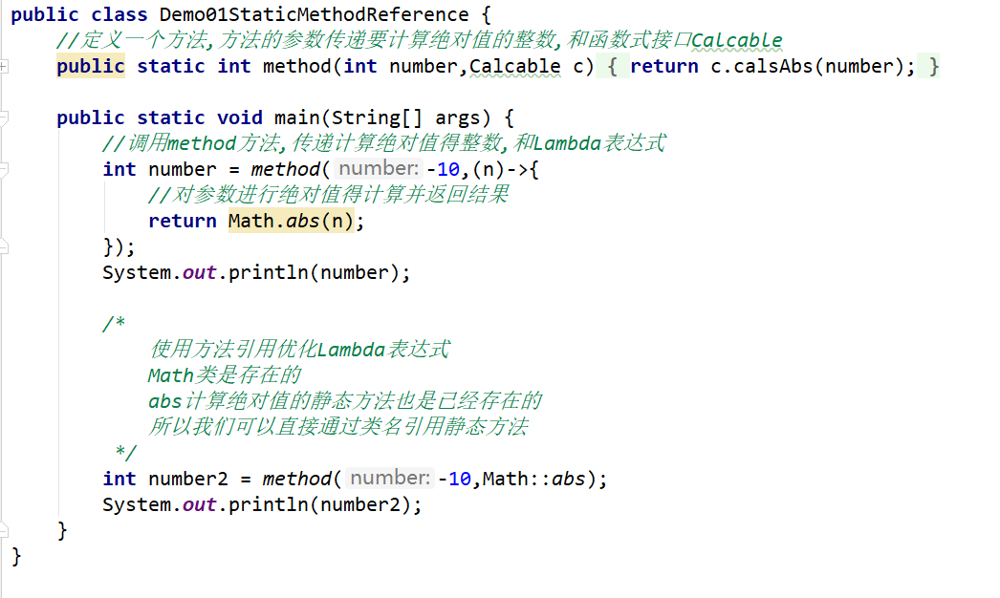 public class Demo01StaticMethodReference {
//定义一个方法,方法的参数传递要计算绝对值的整数,和函数式接口Calcable
public static int method(int number,Calcable c) { return c.calsAbs(number); }
public static void main(String[] args) {
//调用method方法,传递计算绝对值得整数,和Lambda表达式
int number = method( number: -10,(n)->{
//对参数进行绝对值得计算并返回结果
return Math.abs(n);
});
System.out.println(number);
/*
使用方法引用优化Lambda表达式
Math类是存在的
abs计算绝对值的静态方法也是已经存在的
所以我们可以直接通过类名引用静态方法
*/
int number2 = method( number: -10,Math::abs);
System.out.println(number2);
}
}